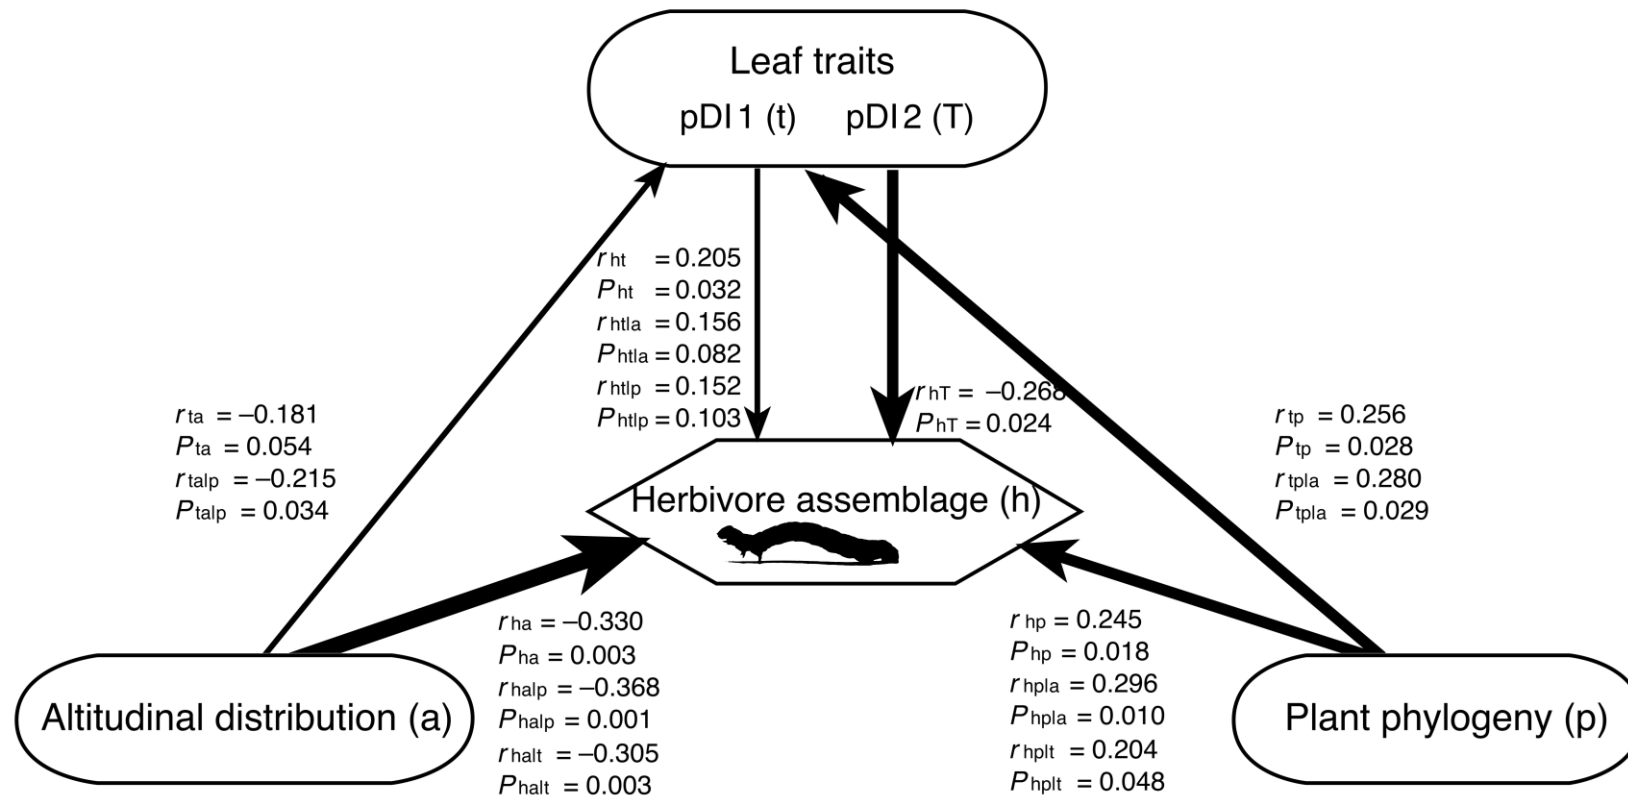 Leaf traits
pDI 1 (t) pDI 2 (T)
r ht = 0.205
P ht = 0.032
r htla = 0.156
P htla = 0.082
r htlp = 0.152
P htlp = 0.103
r hT = –0.268
P hT = 0.024
r ta = –0.181
P ta = 0.054
r talp = –0.215
P talp = 0.034
r tp = 0.256
P tp = 0.028
r tpla = 0.280
P tpla = 0.029
Herbivore assemblage (h)
r ha = –0.330
P ha = 0.003
r halp = –0.368
P halp = 0.001
r halt = –0.305
P halt = 0.003
r hp = 0.245
P hp = 0.018
r hpla = 0.296
P hpla = 0.010
r hplt = 0.204
P hplt = 0.048
Altitudinal distribution (a)
Plant phylogeny (p)